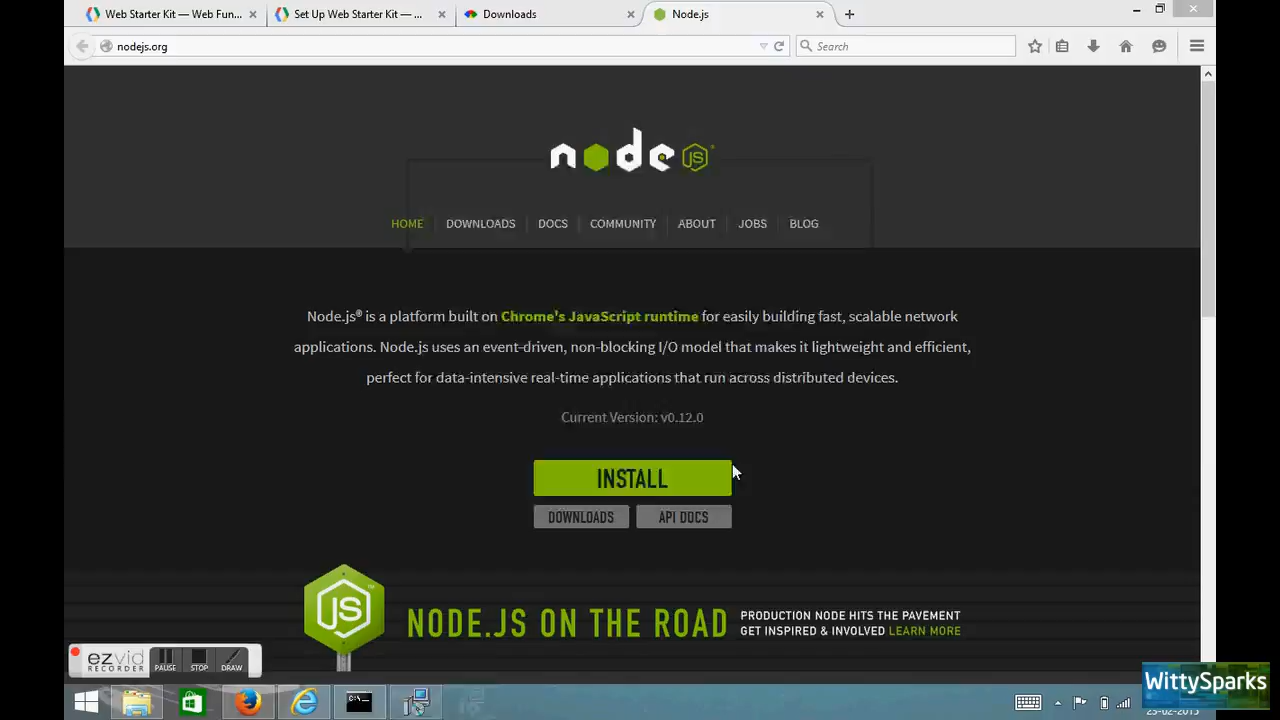 Web Starter Kit — Web Fun...
Set Up Web Starter Kit — ...
Downloads
Node.js
nodejs.org
Search
node JS
HOME
DOWNLOADS
DOCS
COMMUNITY
ABOUT
JOBS
BLOG
Node.js® is a platform built on Chrome's JavaScript runtime for easily building fast, scalable network
applications. Node.js uses an event-driven, non-blocking I/O model that makes it lightweight and efficient,
perfect for data-intensive real-time applications that run across distributed devices.
Current Version: v0.12.0
INSTALL
DOWNLOADS
API DOCS
JS™
NODE.JS ON THE ROAD
PRODUCTION NODE HITS THE PAVEMENT
GET INSPIRED & INVOLVED LEARN MORE
ezvid
RECORDER
PAUSE
STOP
DRAW
WittySparks
23-02-2015